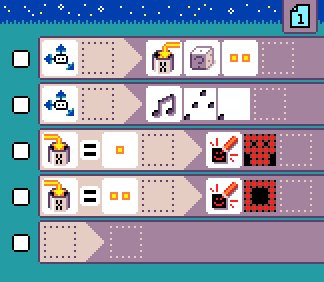 1
?
X =
X =